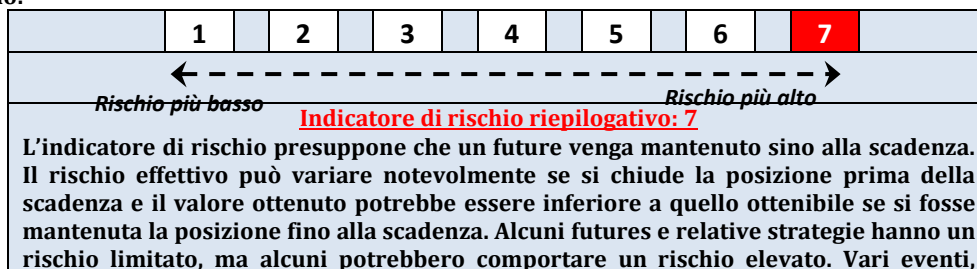 1 2 3 4 5 6 7
Rischio più basso Rischio più alto
Indicatore di rischio riepilogativo: 7
L'indicatore di rischio presuppone che un future venga mantenuto sino alla scadenza.
Il rischio effettivo può variare notevolmente se si chiude la posizione prima della
scadenza e il valore ottenuto potrebbe essere inferiore a quello ottenibile se si fosse
mantenuta la posizione fino alla scadenza. Alcuni futures e relative strategie hanno un
rischio limitato, ma alcuni potrebbero comportare un rischio elevato. Vari eventi,